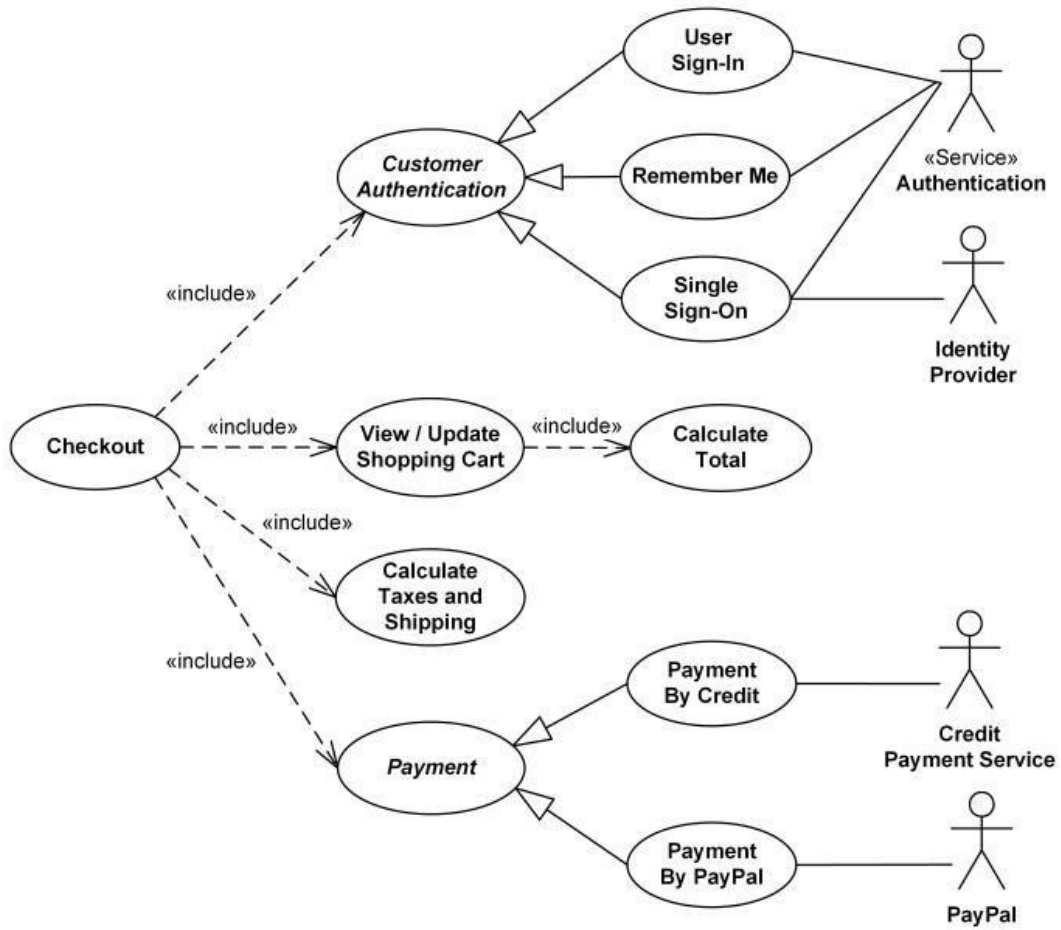 User
Sign-In
«Service»
Authentication
Customer
Authentication
Remember Me
«include»
Single
Sign-On
Identity
Provider
Checkout
«include»
View / Update
Shopping Cart
«include»
Calculate
Total
«include»
Calculate
Taxes and
Shipping
«include»
Payment
By Credit
Credit
Payment Service
Payment
Payment
By PayPal
PayPal